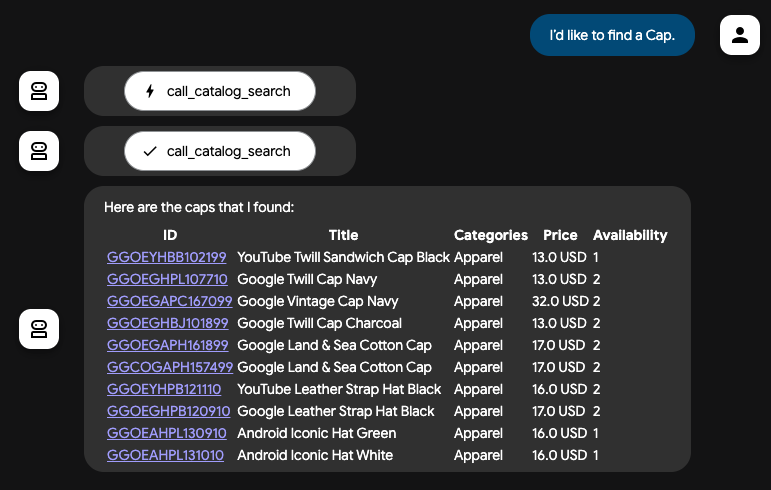 I'd like to find a Cap.
call_catalog_search
call_catalog_search
Here are the caps that I found:
ID Title Categories Price Availability
GGOEYHBB102199 YouTube Twill Sandwich Cap Black Apparel 13.0 USD 1
GGOEGHPL107710 Google Twill Cap Navy Apparel 13.0 USD 2
GGOEGAPC167099 Google Vintage Cap Navy Apparel 32.0 USD 2
GGOEGHBJ101899 Google Twill Cap Charcoal Apparel 13.0 USD 2
GGOEGAPH161899 Google Land & Sea Cotton Cap Apparel 17.0 USD 2
GGCOGAPH157499 Google Land & Sea Cotton Cap Apparel 17.0 USD 2
GGOEYHPB121110 YouTube Leather Strap Hat Black Apparel 16.0 USD 2
GGOEGHPB120910 Google Leather Strap Hat Black Apparel 17.0 USD 2
GGOEAHPL130910 Android Iconic Hat Green Apparel 16.0 USD 1
GGOEAHPL131010 Android Iconic Hat White Apparel 16.0 USD 1